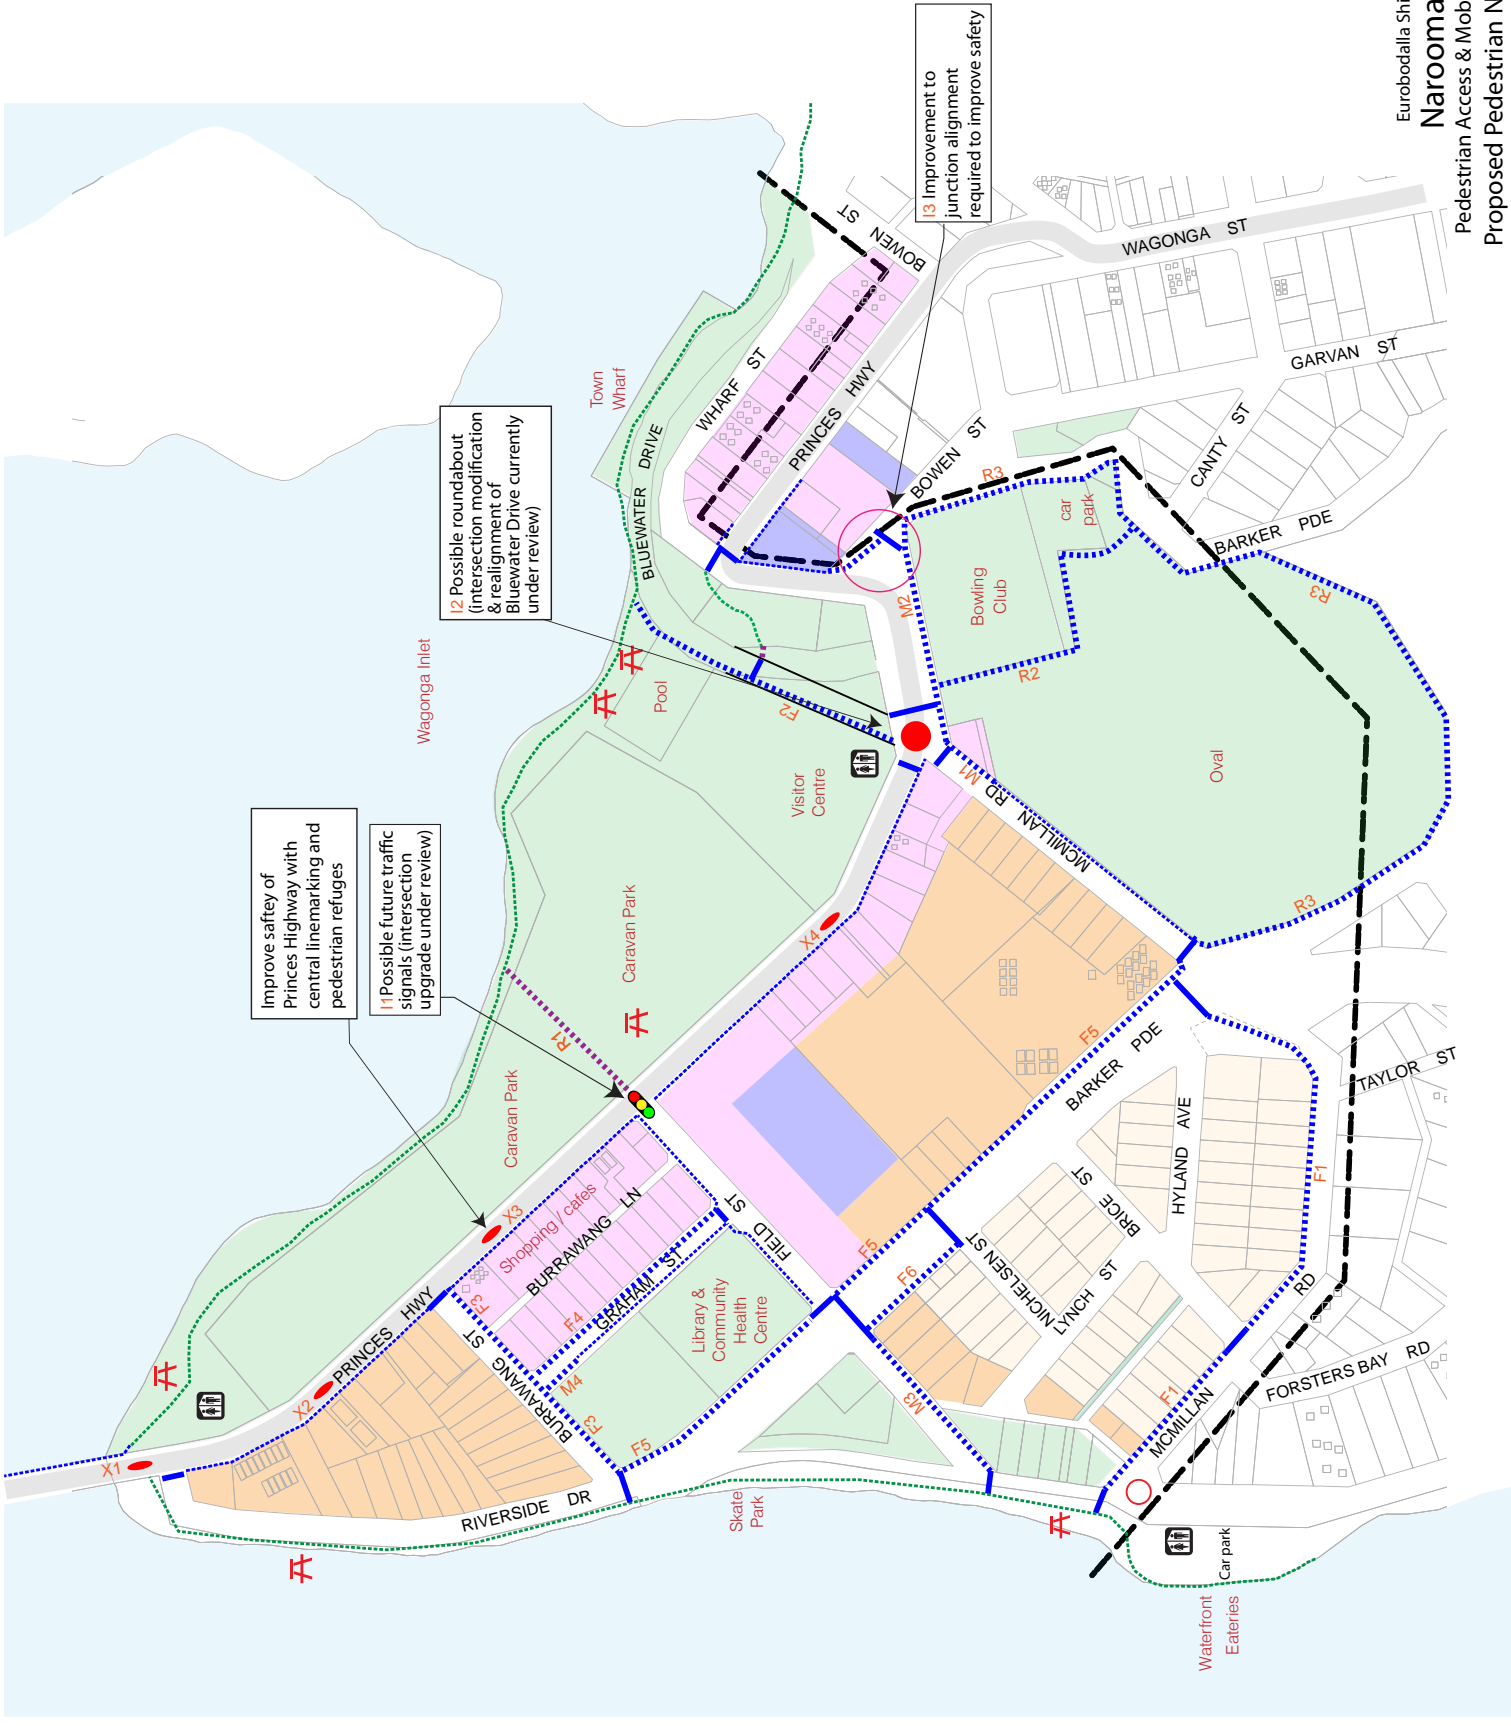 Eurobodalla Shi
Narooma
Pedestrian Access & Mob
Proposed Pedestrian N
I3 Improvement to
junction alignment
required to improve safety
I2 Possible roundabout
(intersection modification
& realignment of
Bluewater Drive currently
under review)
Improve saftey of
Princes Highway with
central linemarking and
pedestrian refuges
I1Possible future traffic
signals (intersection
upgrade under review)
Wagonga Inlet
Town
Wharf
BLUEWATER DRIVE
WHARF ST
PRINCES HWY
BOWEN ST
BOWEN ST
WAGONGA ST
GARVAN ST
CANTY ST
BARKER PDE
R3
car
park
Bowling
Club
M2
R2
R3
Oval
R3
Pool
F2
Visitor
Centre
M1
MCMILLAN RD
Caravan Park
X4
R1
Caravan Park
X3
Shopping / cafes
BURRAWANG LN
F3
F4
GRAHAM ST
FIELD ST
Library &
Community
Health
Centre
M4
F3
F5
BURRAWANG ST
PRINCES HWY
X2
X1
RIVERSIDE DR
Skate
Park
F5
BARKER PDE
F5
F6
NICHELSEN ST
BRICE ST
HYLAND AVE
LYNCH ST
M3
F1
F1
MCMILLAN RD
TAYLOR ST
FORSTERS BAY RD
Car park
Waterfront
Eateries